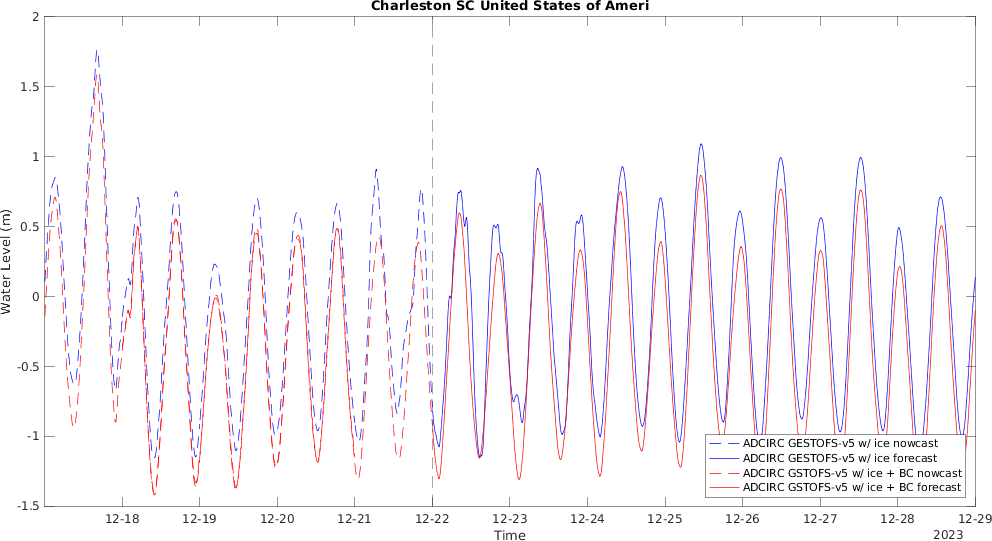 Charleston SC United States of Ameri
Water Level (m)
2
1.5
1
0.5
0
-0.5
-1
-1.5
12-18 12-19 12-20 12-21 12-22 12-23 12-24 12-25 12-26 12-27 12-28 12-29
Time
2023
ADCIRC GESTOFS-v5 w/ ice nowcast
ADCIRC GESTOFS-v5 w/ ice forecast
ADCIRC GSTOFS-v5 w/ ice + BC nowcast
ADCIRC GSTOFS-v5 w/ ice + BC forecast